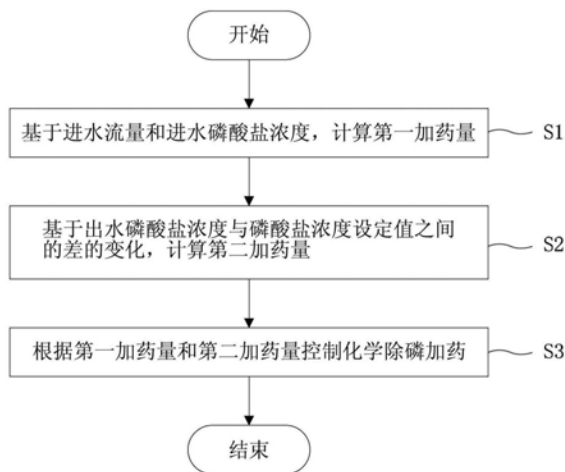 开始
基于进水流量和进水磷酸盐浓度，计算第一加药量
S1
基于出水磷酸盐浓度与磷酸盐浓度设定值之间
的差的变化，计算第二加药量
S2
根据第一加药量和第二加药量控制化学除磷加药
S3
结束